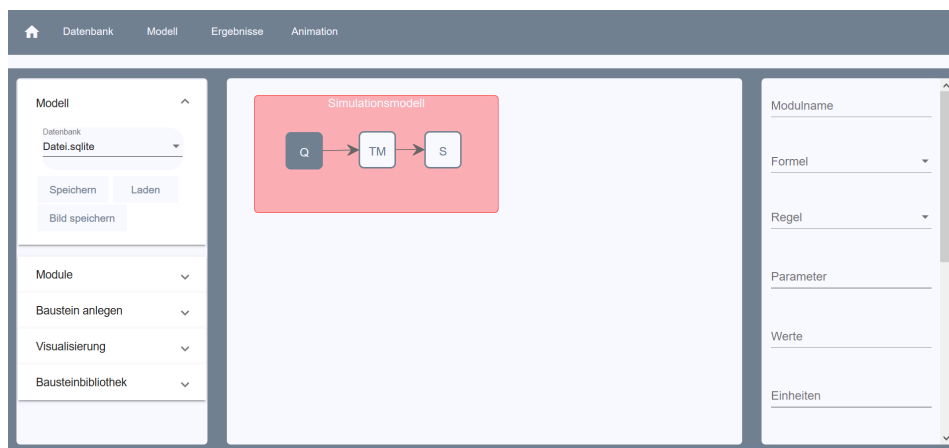 Datenbank Modell Ergebnisse Animation
Modell
Datenbank
Datei.sqlite
Speichern Laden
Bild speichern
Module
Baustein anlegen
Visualisierung
Bausteinbibliothek
Simulationsmodell
Q TM S
Modulname
Formel
Regel
Parameter
Werte
Einheiten